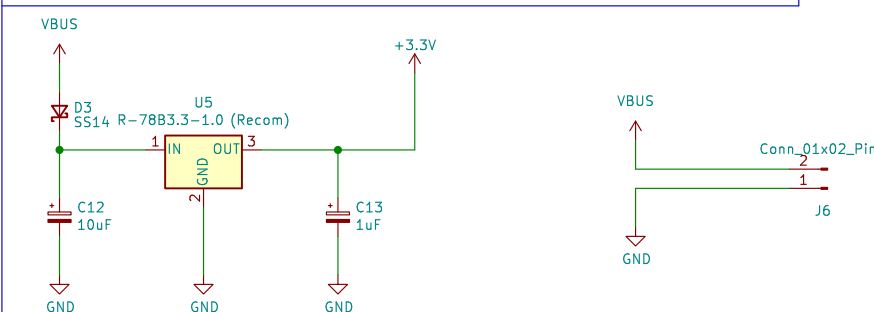 VBUS
+3.3V
D3
SS14
U5
R-78B3.3-1.0 (Recom)
1
IN
OUT
3
GND
2
C12
10uF
C13
1uF
GND
GND
GND
VBUS
Conn_01x02_Pin
2
1
J6
GND